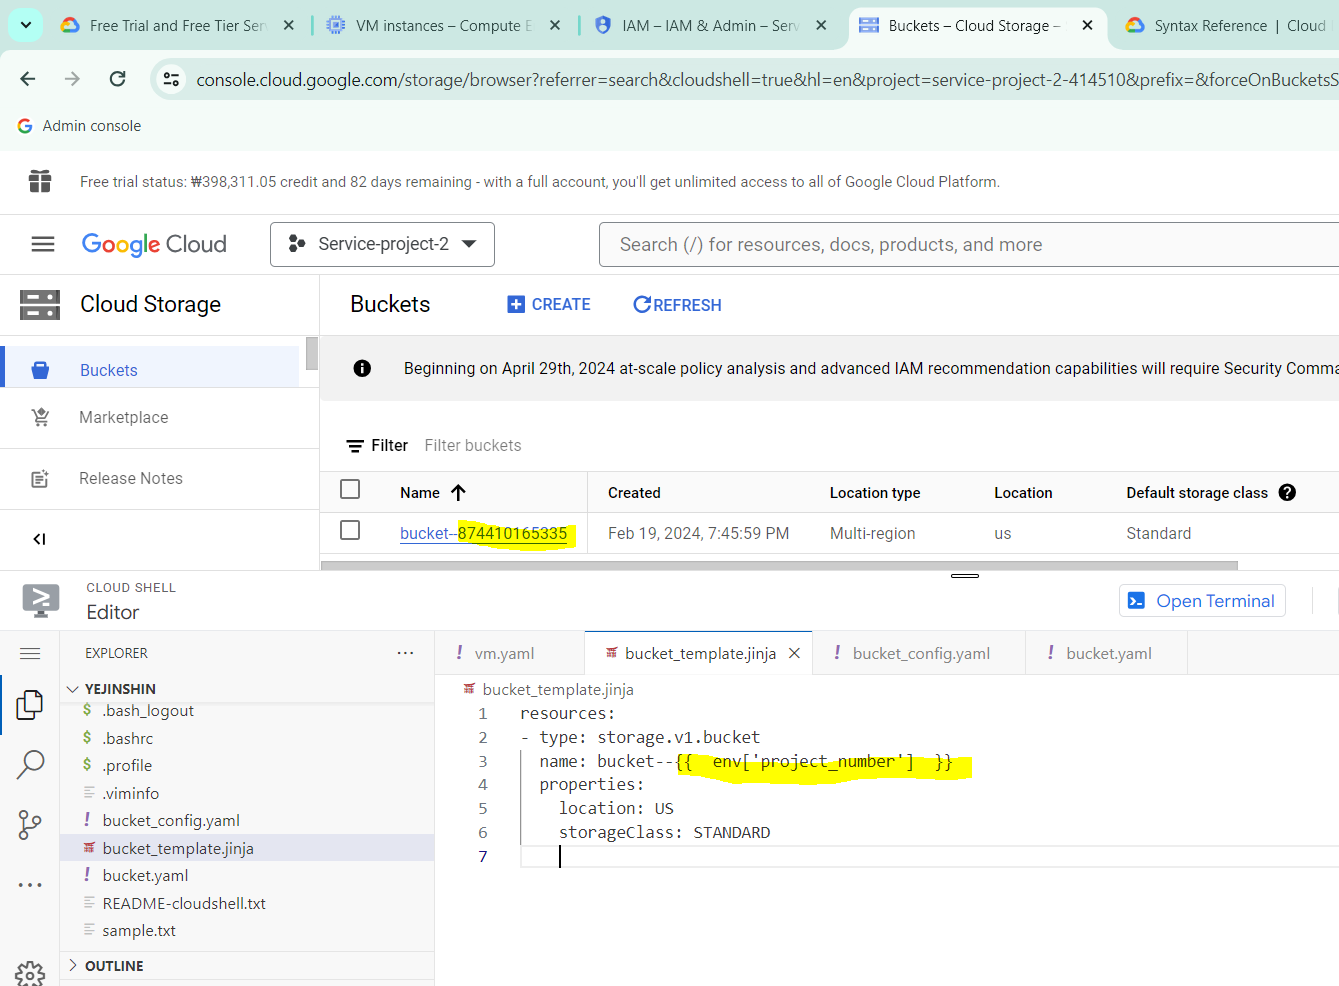 Free Trial and Free Tier Serv
VM instances – Compute E
IAM – IAM & Admin – Serv
Buckets – Cloud Storage –
Syntax Reference | Cloud
console.cloud.google.com/storage/browser?referrer=search&cloudshell=true&hl=en&project=service-project-2-414510&prefix=&forceOnBucketsS
Admin console
Free trial status: ₩398,311.05 credit and 82 days remaining - with a full account, you'll get unlimited access to all of Google Cloud Platform.
Google Cloud
Service-project-2
Search (/) for resources, docs, products, and more
Cloud Storage
Buckets
CREATE
REFRESH
Buckets
Marketplace
Release Notes
Beginning on April 29th, 2024 at-scale policy analysis and advanced IAM recommendation capabilities will require Security Comma
Filter Filter buckets
Name Created Location type Location Default storage class
bucket--874410165335 Feb 19, 2024, 7:45:59 PM Multi-region us Standard
CLOUD SHELL
Editor
Open Terminal
EXPLORER
YEJINSHIN
.bash_logout
.bashrc
.profile
.viminfo
bucket_config.yaml
bucket_template.jinja
bucket.yaml
README-cloudshell.txt
sample.txt
OUTLINE
vm.yaml
bucket_template.jinja
bucket_config.yaml
bucket.yaml
bucket_template.jinja
1 resources:
2 - type: storage.v1.bucket
3 name: bucket--{{ env['project_number'] }}
4 properties:
5 location: US
6 storageClass: STANDARD
7